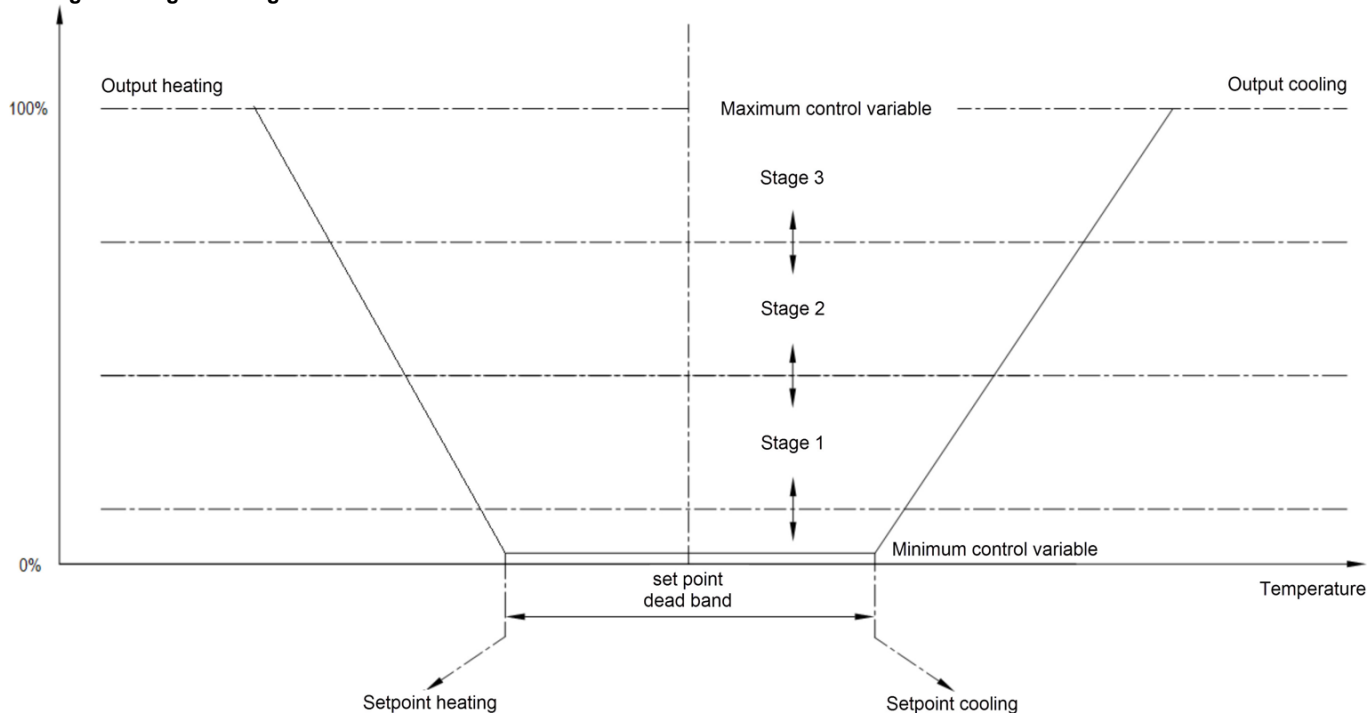 Output heating
Output cooling
100%
Maximum control variable
Stage 3
Stage 2
Stage 1
Minimum control variable
0%
set point
dead band
Temperature
Setpoint heating
Setpoint cooling